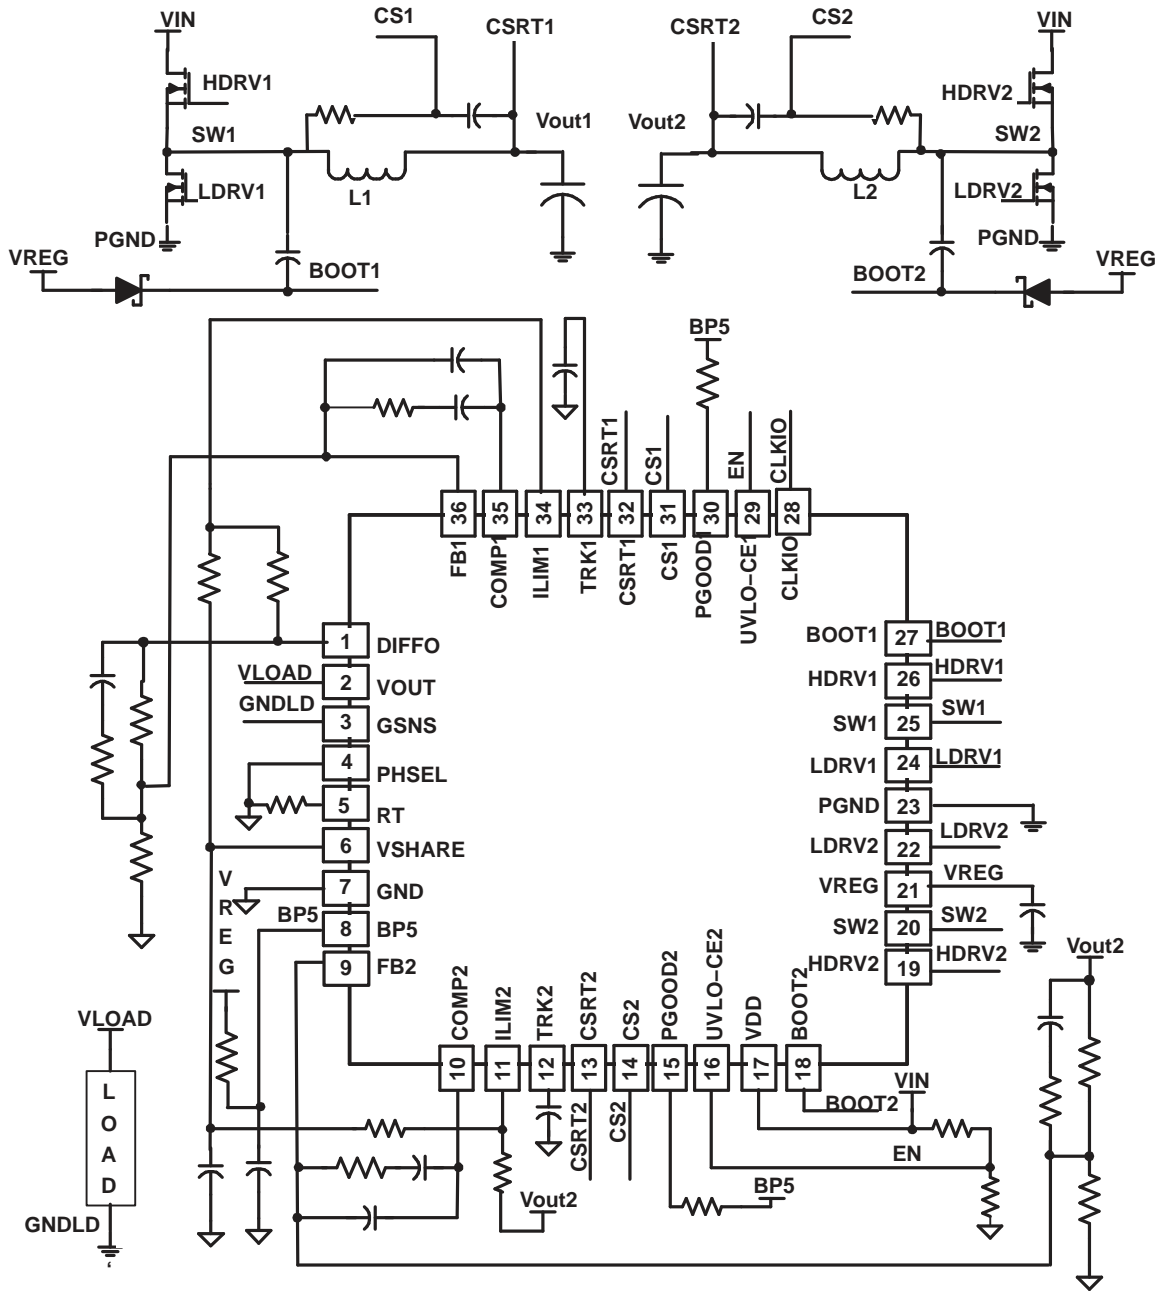 VIN
CS1
CSRT1
CSRT2
CS2
VIN
HDRV1
HDRV2
SW1
Vout1
Vout2
SW2
LDRV1
L1
L2
LDRV2
PGND
PGND
VREG
BOOT1
BOOT2
VREG
BP5
CSRT1
CS1
EN
CLKIO
36
35
34
33
32
31
30
29
28
FB1
COMP1
ILIM1
TRK1
CSRT1
CS1
PGOOD1
UVLO−CE1
CLKIO
1 DIFFO
VLOAD 2 VOUT
GNDLD 3 GSNS
4 PHSEL
5 RT
6 VSHARE
7 GND
BP5 8 BP5
9 FB2
BOOT1 27 BOOT1
HDRV1 26 HDRV1
SW1 25 SW1
LDRV1 24 LDRV1
PGND 23
LDRV2 22 LDRV2
VREG 21 VREG
SW2 20 SW2
HDRV2 19 HDRV2
V
R
E
G
Vout2
COMP2
ILIM2
TRK2
CSRT2
CS2
PGOOD2
UVLO−CE2
VDD
BOOT2
10
11
12
13
14
15
16
17
18
VLOAD
L
O
A
D
GNDLD
CSRT2
CS2
VIN
BOOT2
EN
Vout2
BP5